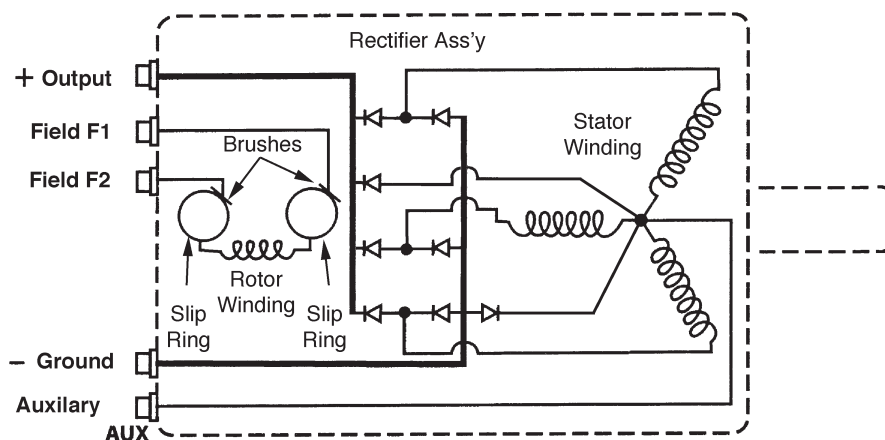 Rectifier Ass'y
+ Output
Field F1
Brushes
Stator
Winding
Field F2
Rotor
Winding
Slip
Ring
Slip
Ring
− Ground
Auxilary
AUX